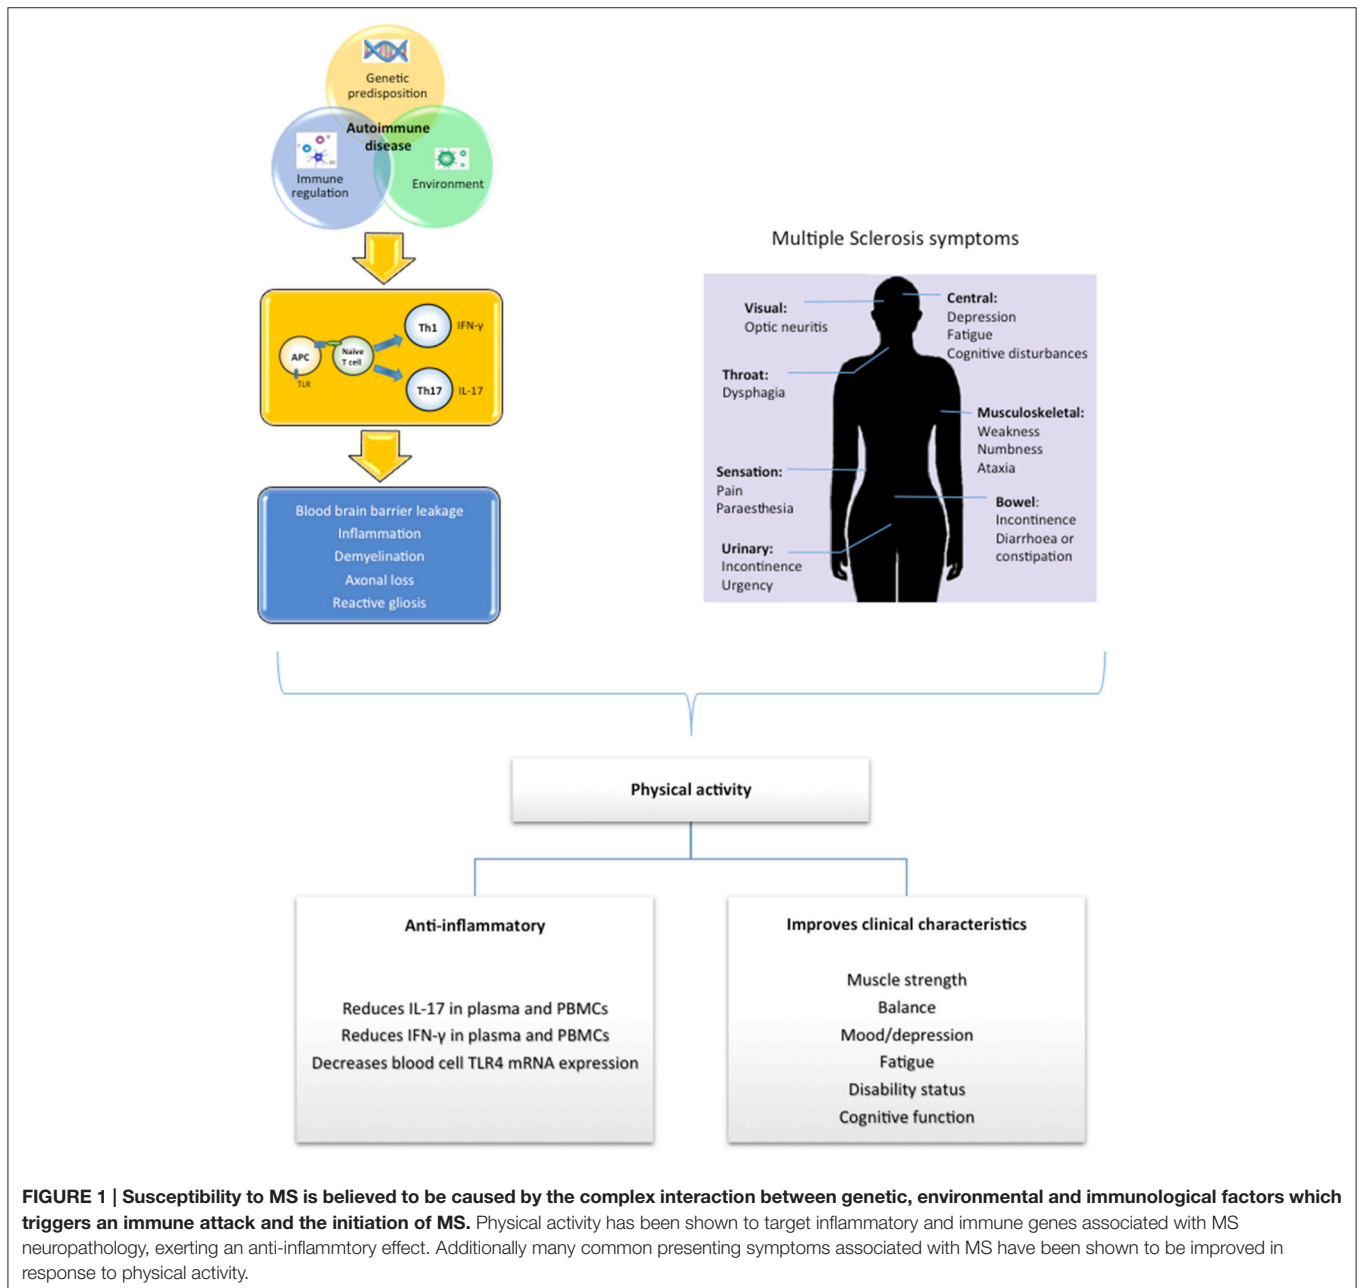 Genetic
predisposition
Autoimmune
disease
Immune
regulation
Environment
APC
TLR
Naïve
T cell
Th1
IFN-γ
Th17
IL-17
Blood brain barrier leakage
Inflammation
Demyelination
Axonal loss
Reactive gliosis
Multiple Sclerosis symptoms
Visual:
Optic neuritis
Throat:
Dysphagia
Sensation:
Pain
Paraesthesia
Urinary:
Incontinence
Urgency
Central:
Depression
Fatigue
Cognitive disturbances
Musculoskeletal:
Weakness
Numbness
Ataxia
Bowel:
Incontinence
Diarrhoea or
constipation
Physical activity
Anti-inflammatory
Reduces IL-17 in plasma and PBMCs
Reduces IFN-γ in plasma and PBMCs
Decreases blood cell TLR4 mRNA expression
Improves clinical characteristics
Muscle strength
Balance
Mood/depression
Fatigue
Disability status
Cognitive function
FIGURE 1 | Susceptibility to MS is believed to be caused by the complex interaction between genetic, environmental and immunological factors which
triggers an immune attack and the initiation of MS. Physical activity has been shown to target inflammatory and immune genes associated with MS
neuropathology, exerting an anti-inflammtory effect. Additionally many common presenting symptoms associated with MS have been shown to be improved in
response to physical activity.